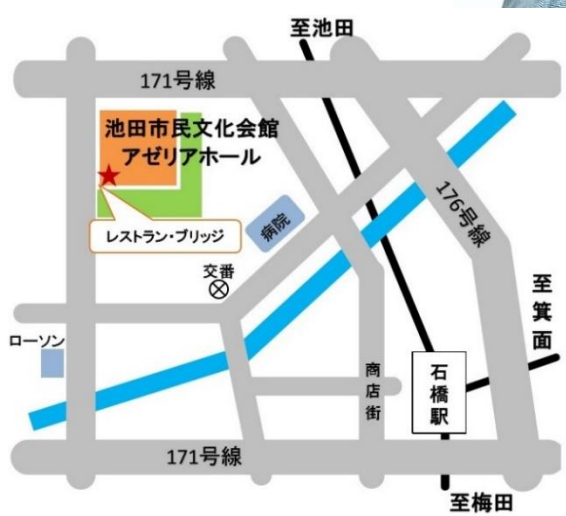 至池田
171号線
池田市民文化会館
アゼリアホール
レストラン・ブリッジ
病院
176号線
交番
至箕面
ローソン
商店街
石橋駅
171号線
至梅田